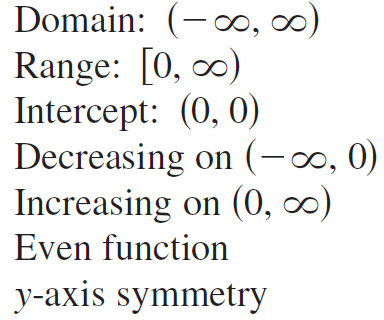 Domain: (−∞, ∞)
Range: [0, ∞)
Intercept: (0, 0)
Decreasing on (−∞, 0)
Increasing on (0, ∞)
Even function
y-axis symmetry